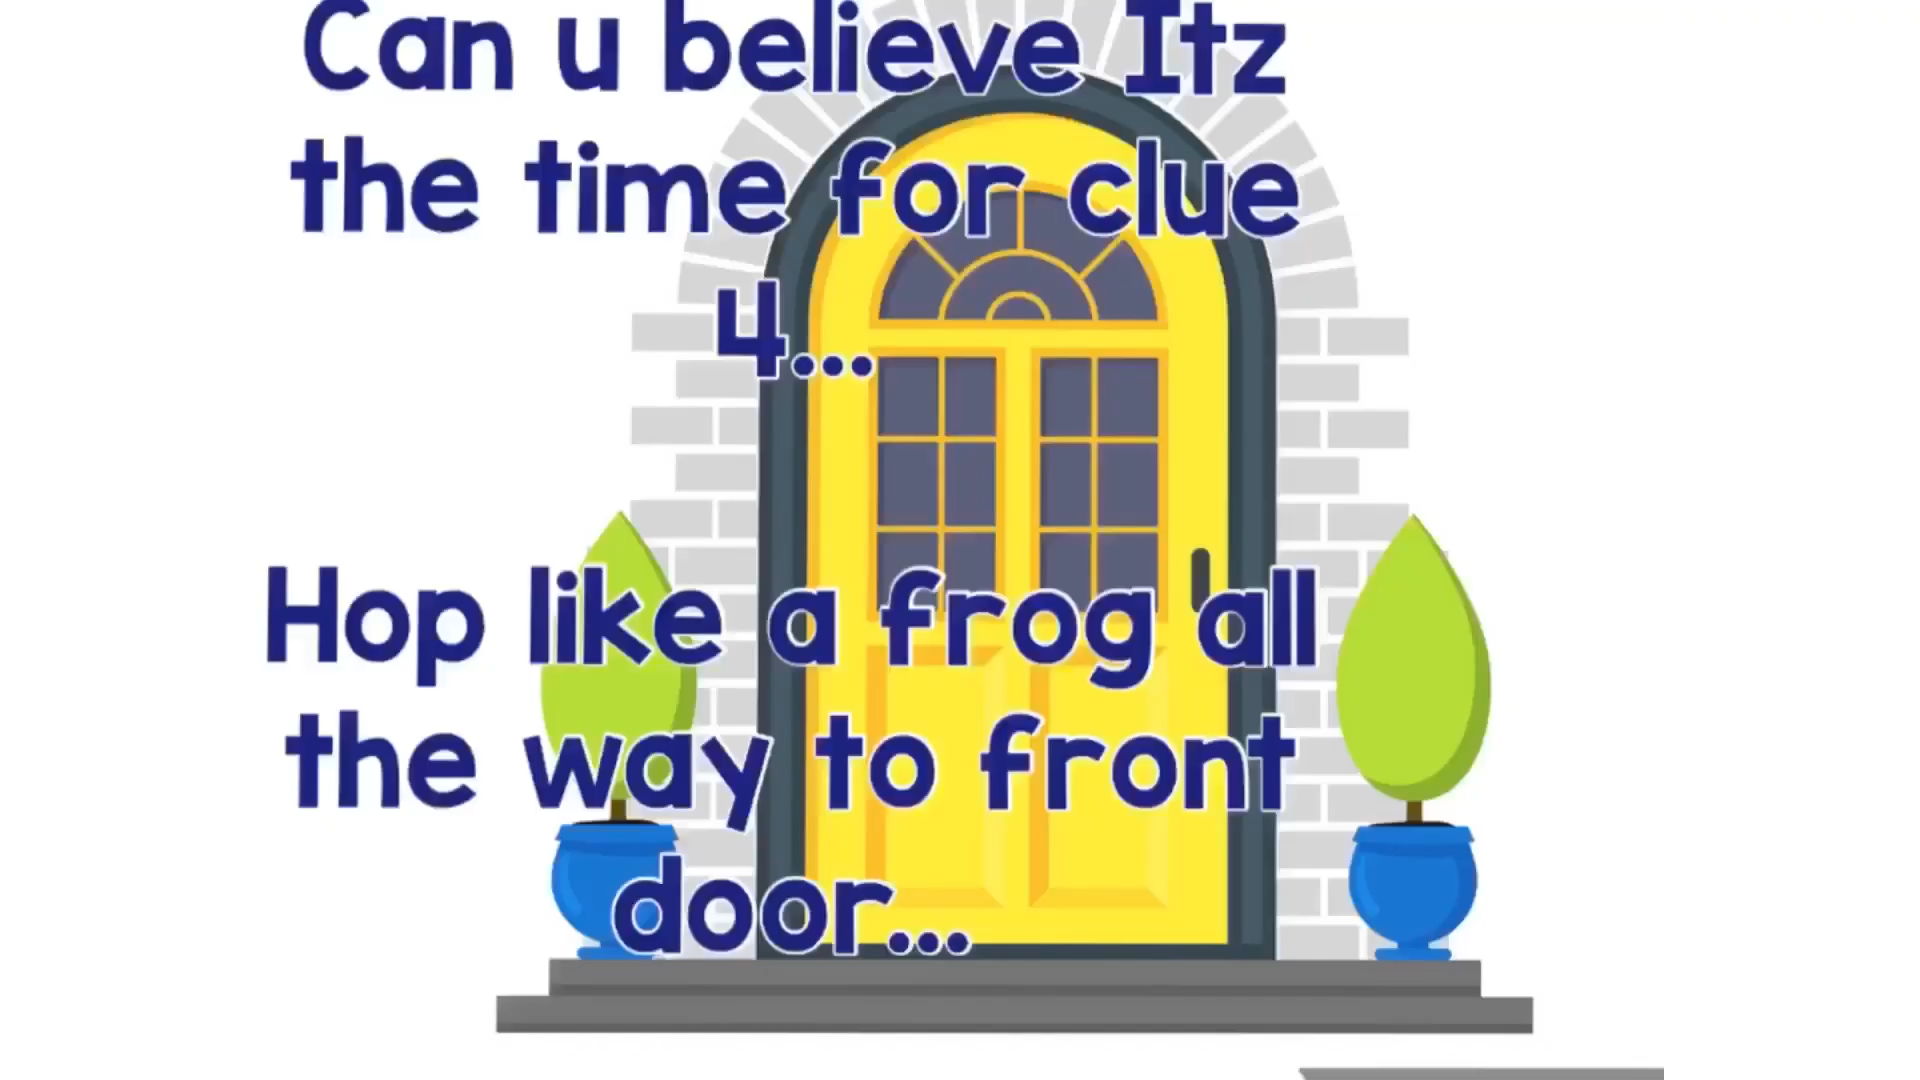 Can u believe Itz
the time for clue
4...
Hop like a frog all
the way to front
door...